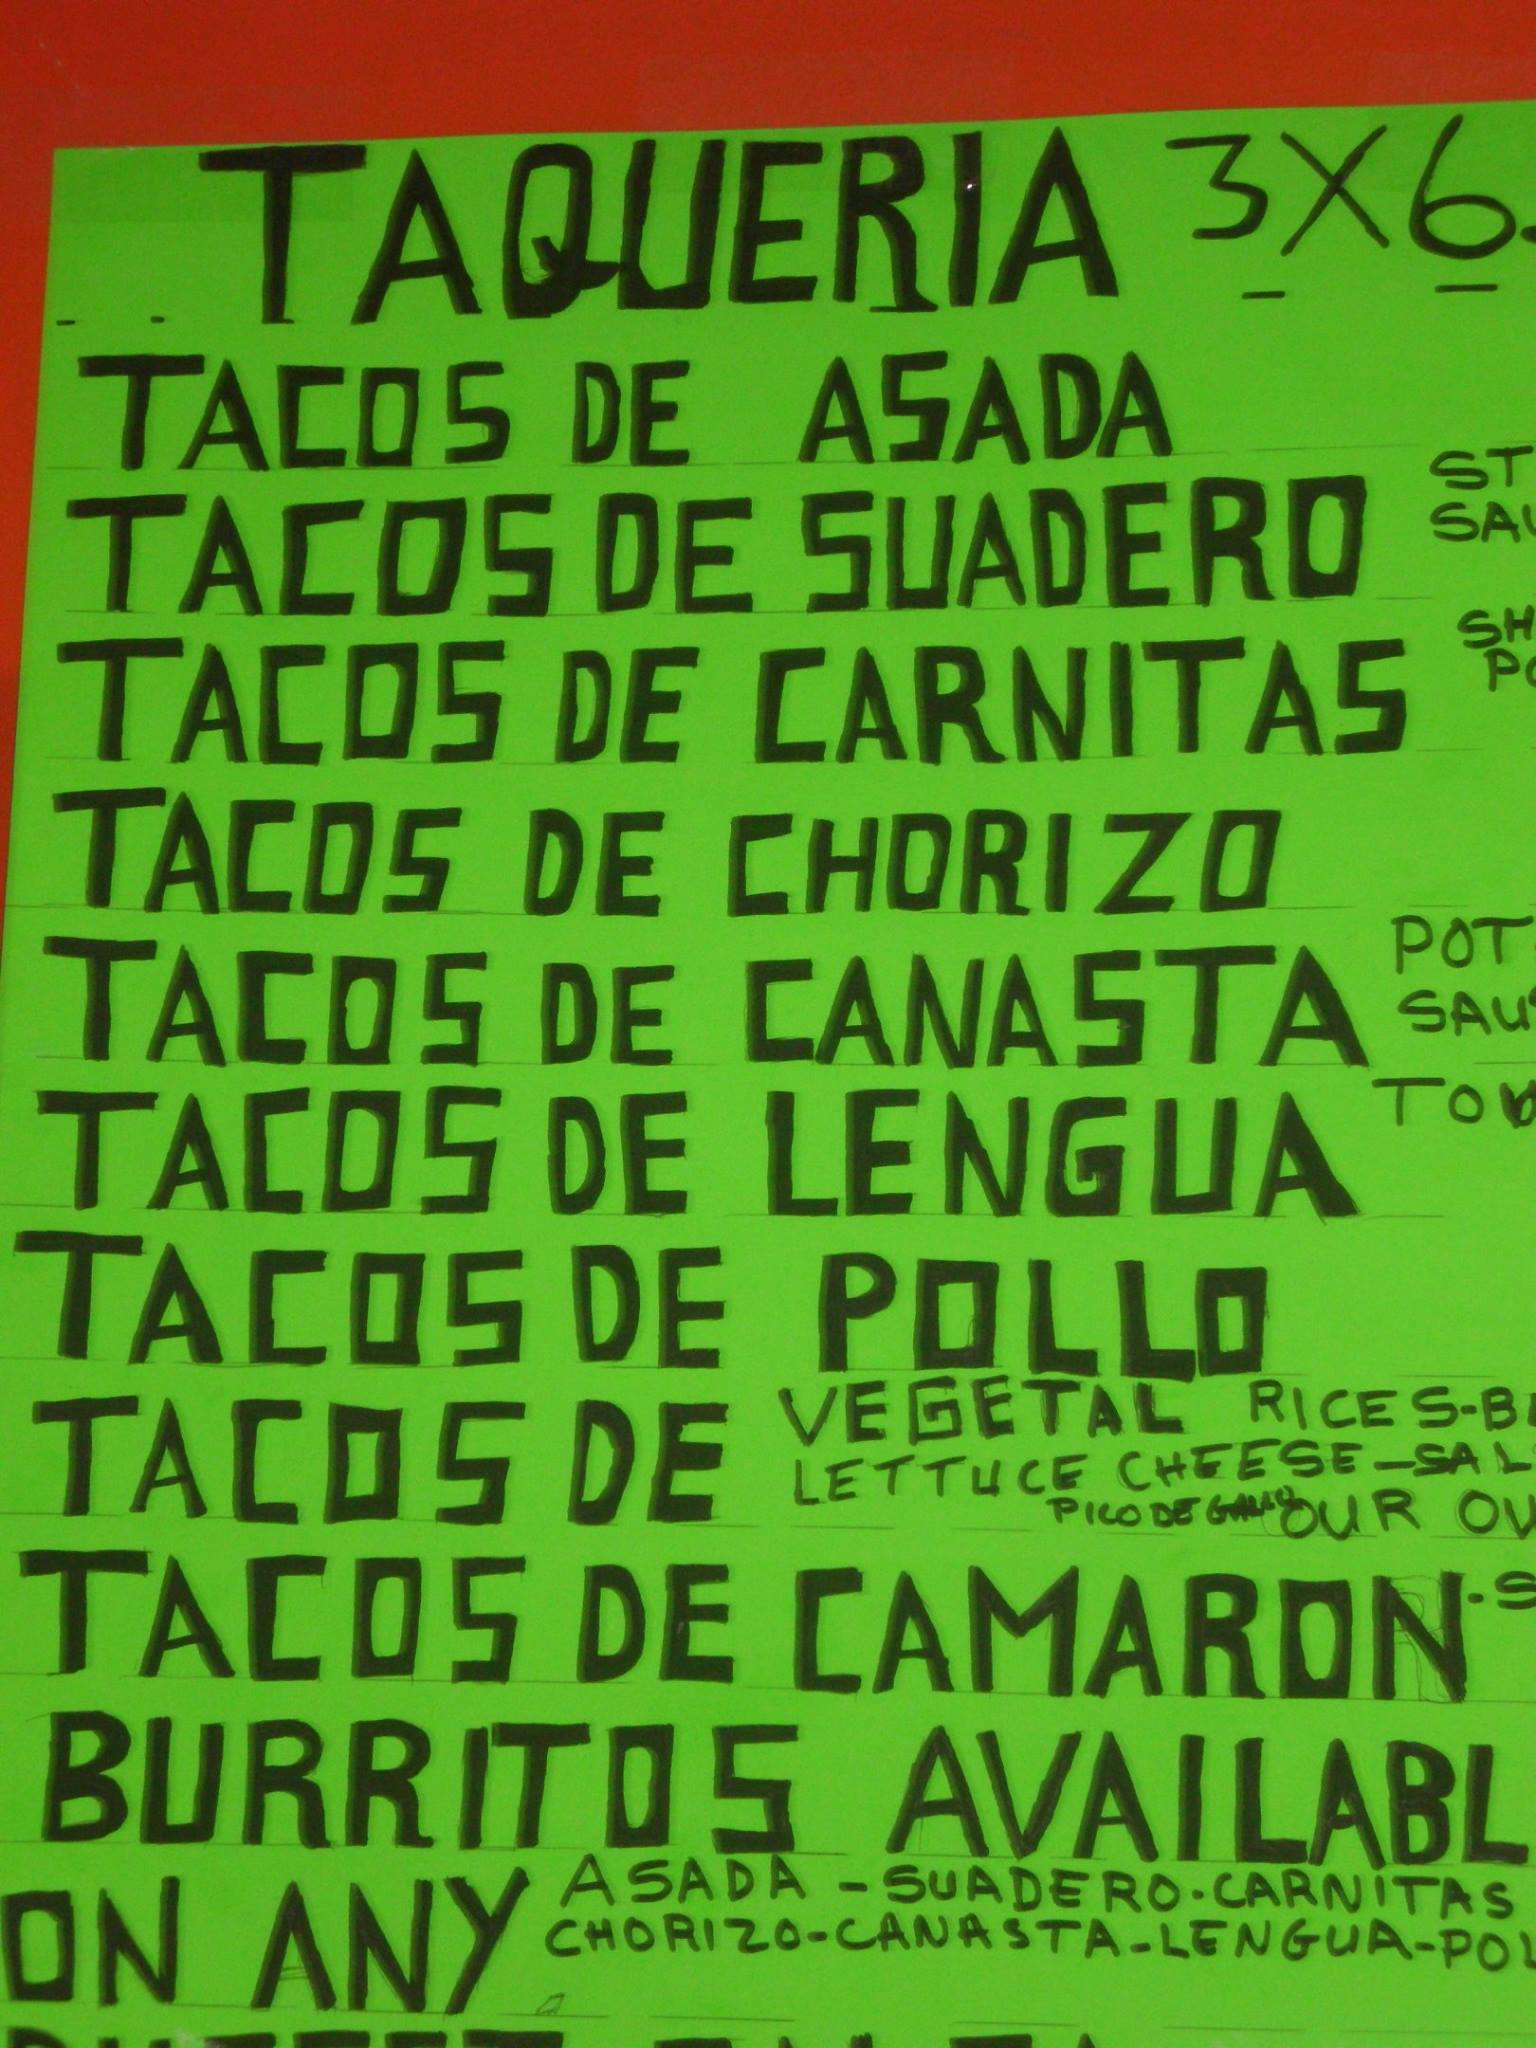 TAQUERIA 3X6.
TACOS DE ASADA
TACOS DE SUADERO
TACOS DE CARNITAS
TACOS DE CHORIZO
TACOS DE CANASTA
TACOS DE LENGUA
TACOS DE POLLO
TACOS DE VEGETAL RICES-
LETTUCE CHEESE-
PICO DE GALLO OUR
TACOS DE CAMARON
BURRITOS AVAILABL
ON ANY ASADA - SUADERO.CARNITAS
CHORIZO-CANASTA-LENGUA-